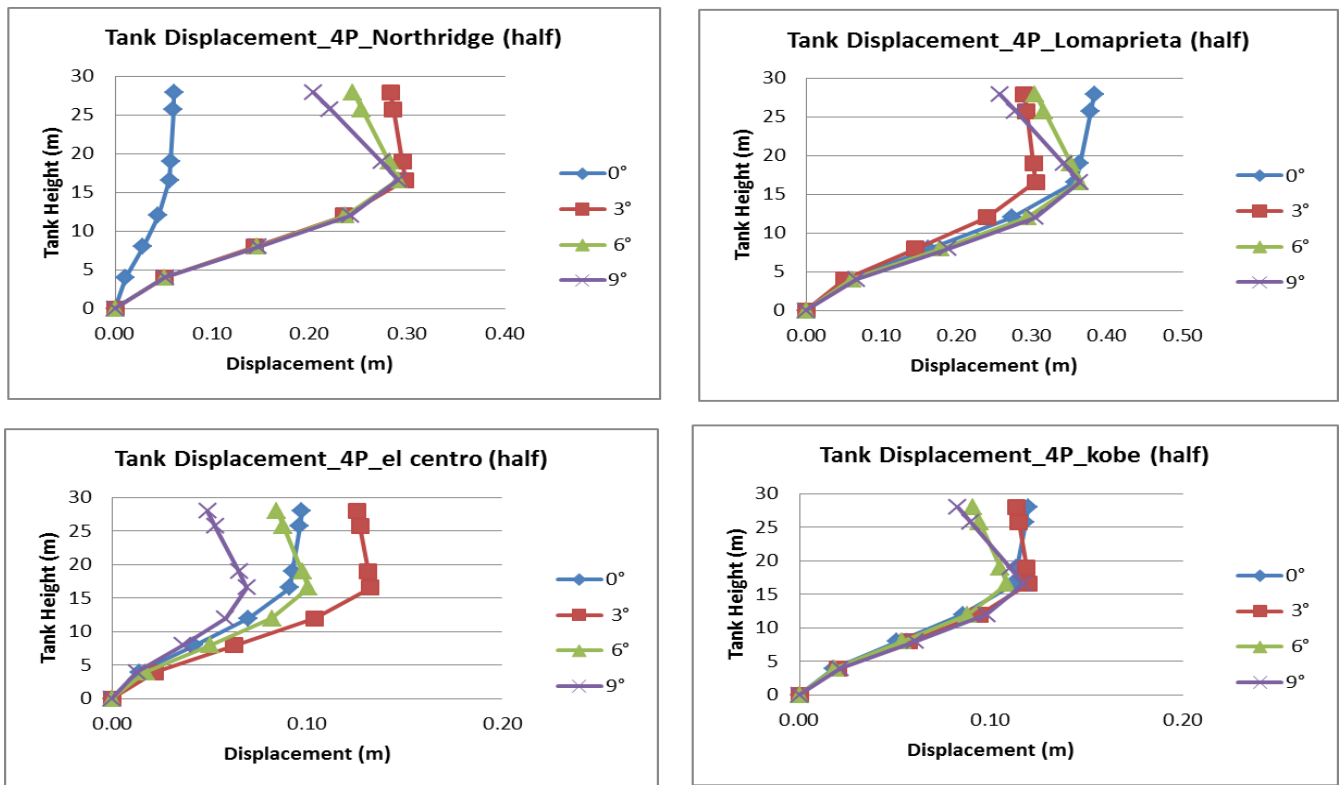 Tank Displacement_4P_Northridge (half)
30
25
20
15
10
5
0
Tank Height (m)
0.00 0.10 0.20 0.30 0.40
Displacement (m)
0°
3°
6°
9°
Tank Displacement_4P_Lomaprieta (half)
30
25
20
15
10
5
0
Tank Height (m)
0.00 0.10 0.20 0.30 0.40 0.50
Displacement (m)
0°
3°
6°
9°
Tank Displacement_4P_el centro (half)
30
25
20
15
10
5
0
Tank Height (m)
0.00 0.10 0.20
Displacement (m)
0°
3°
6°
9°
Tank Displacement_4P_kobe (half)
30
25
20
15
10
5
0
Tank Height (m)
0.00 0.10 0.20
Displacement (m)
0°
3°
6°
9°